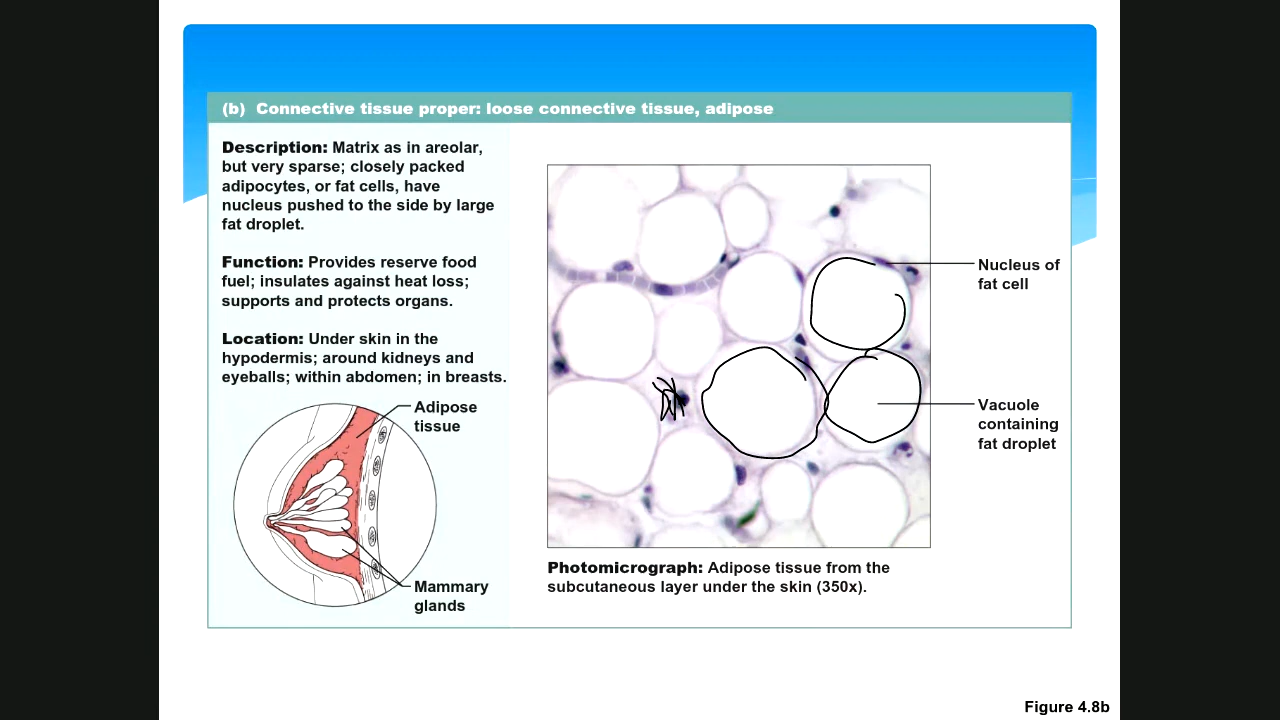 (b) Connective tissue proper: loose connective tissue, adipose
Description: Matrix as in areolar,
but very sparse; closely packed
adipocytes, or fat cells, have
nucleus pushed to the side by large
fat droplet.
Function: Provides reserve food
fuel; insulates against heat loss;
supports and protects organs.
Location: Under skin in the
hypodermis; around kidneys and
eyeballs; within abdomen; in breasts.
Adipose
tissue
Mammary
glands
Nucleus of
fat cell
Vacuole
containing
fat droplet
Photomicrograph: Adipose tissue from the
subcutaneous layer under the skin (350x).
Figure 4.8b